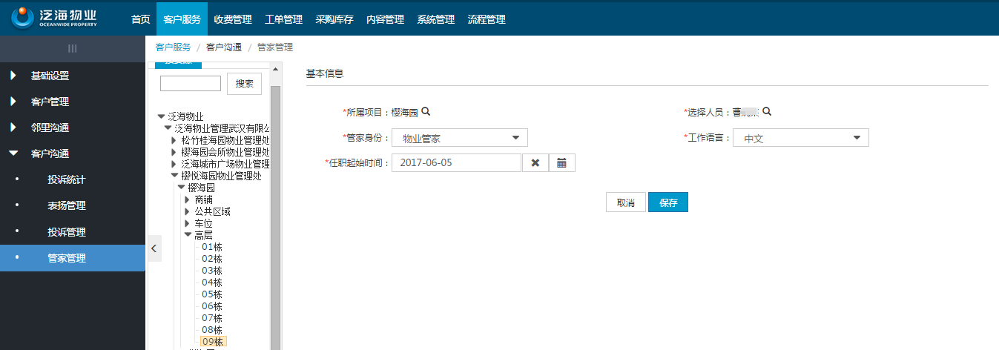 泛海物业
OCEANWIDE PROPERTY
首页 客户服务 收费管理 工单管理 采购库存 内容管理 系统管理 流程管理
客户服务 / 客户沟通 / 管家管理
基础设置
客户管理
邻里沟通
客户沟通
投诉统计
表扬管理
投诉管理
管家管理
搜索
泛海物业
泛海物业管理武汉有限公
松竹桂海园物业管理处
樱海园会所物业管理处
泛海城市广场物业管理
樱悦海园物业管理处
樱海园
商铺
公共区域
车位
高层
01栋
02栋
03栋
04栋
05栋
06栋
07栋
08栋
09栋
基本信息
*所属项目：樱海园
*选择人员：曹
*管家身份：物业管家
*工作语言：中文
*任职起始时间：2017-06-05
取消 保存